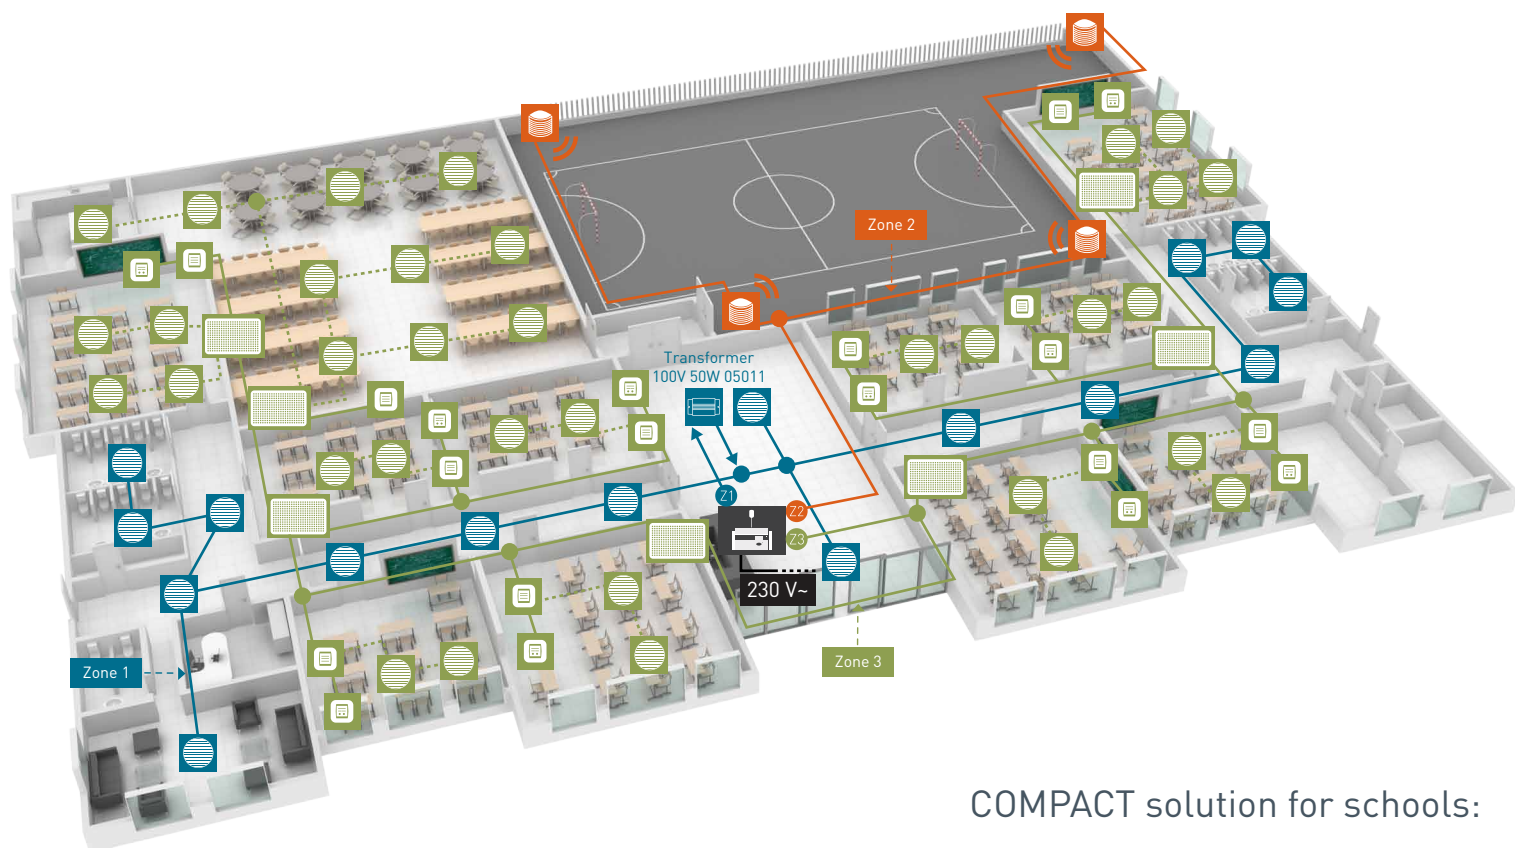 Zone 2
Transformer
100V 50W 05011
Z1
Z2
Z3
230 V~
Zone 1
Zone 3
COMPACT solution for schools: